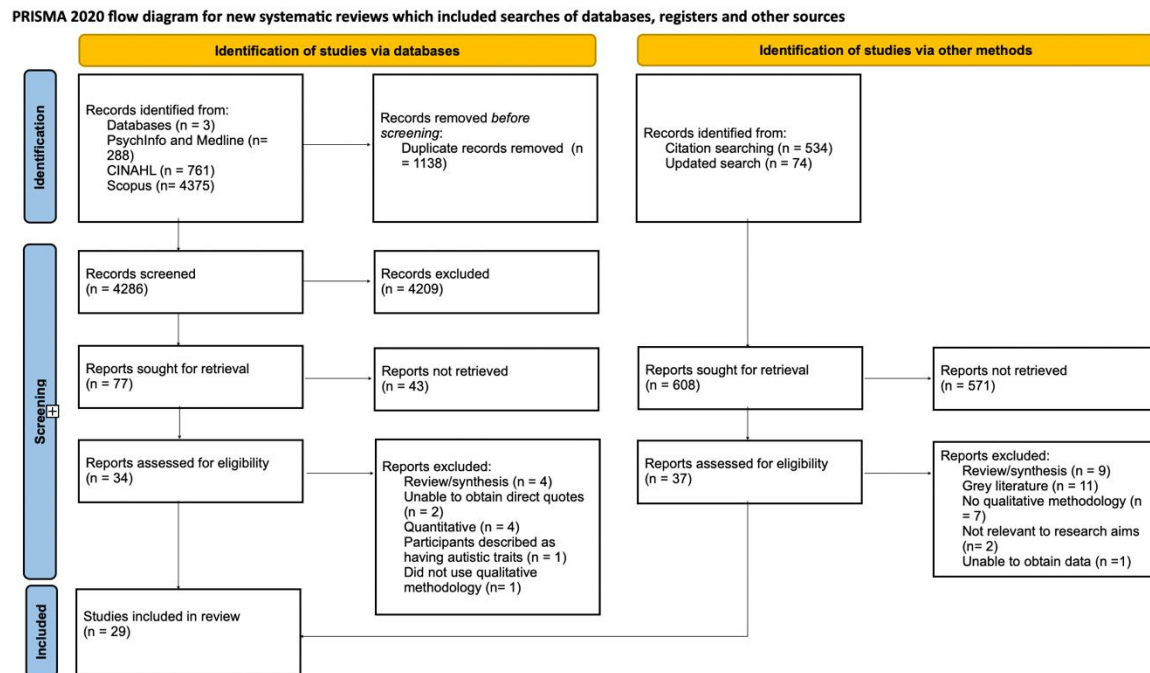 PRISMA 2020 flow diagram for new systematic reviews which included searches of databases, registers and other sources
Identification of studies via databases
Identification of studies via other methods
Identification
Records identified from:
Databases (n = 3)
PsychInfo and Medline (n=
288)
CINAHL (n = 761)
Scopus (n= 4375)
Records removed before
screening:
Duplicate records removed (n
= 1138)
Records identified from:
Citation searching (n = 534)
Updated search (n = 74)
Screening
Records screened
(n = 4286)
Records excluded
(n = 4209)
Reports sought for retrieval
(n = 77)
Reports not retrieved
(n = 43)
Reports sought for retrieval
(n = 608)
Reports not retrieved
(n = 571)
Reports assessed for eligibility
(n = 34)
Reports excluded:
Review/synthesis (n = 4)
Unable to obtain direct quotes
(n = 2)
Quantitative (n = 4)
Participants described as
having autistic traits (n = 1)
Did not use qualitative
methodology (n= 1)
Reports assessed for eligibility
(n = 37)
Reports excluded:
Review/synthesis (n = 9)
Grey literature (n = 11)
No qualitative methodology (n
= 7)
Not relevant to research aims
(n= 2)
Unable to obtain data (n =1)
Included
Studies included in review
(n = 29)